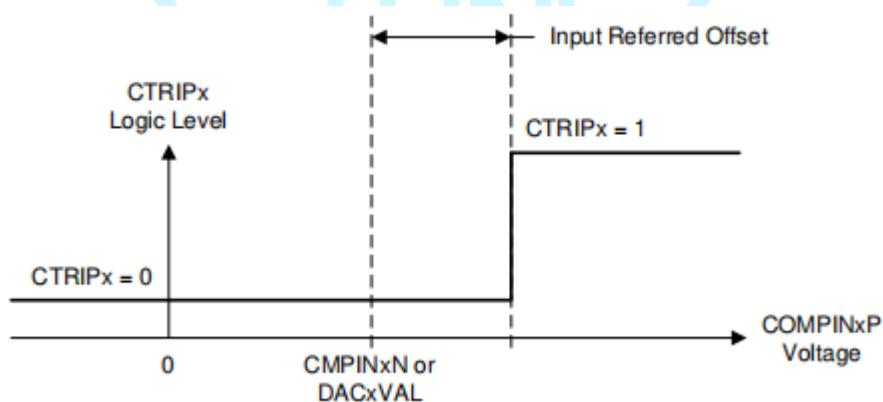 Input Referred Offset
CTRIPx
Logic Level
CTRIPx = 1
CTRIPx = 0
COMPINxP
Voltage
0
CMPINxN or
DACxVAL